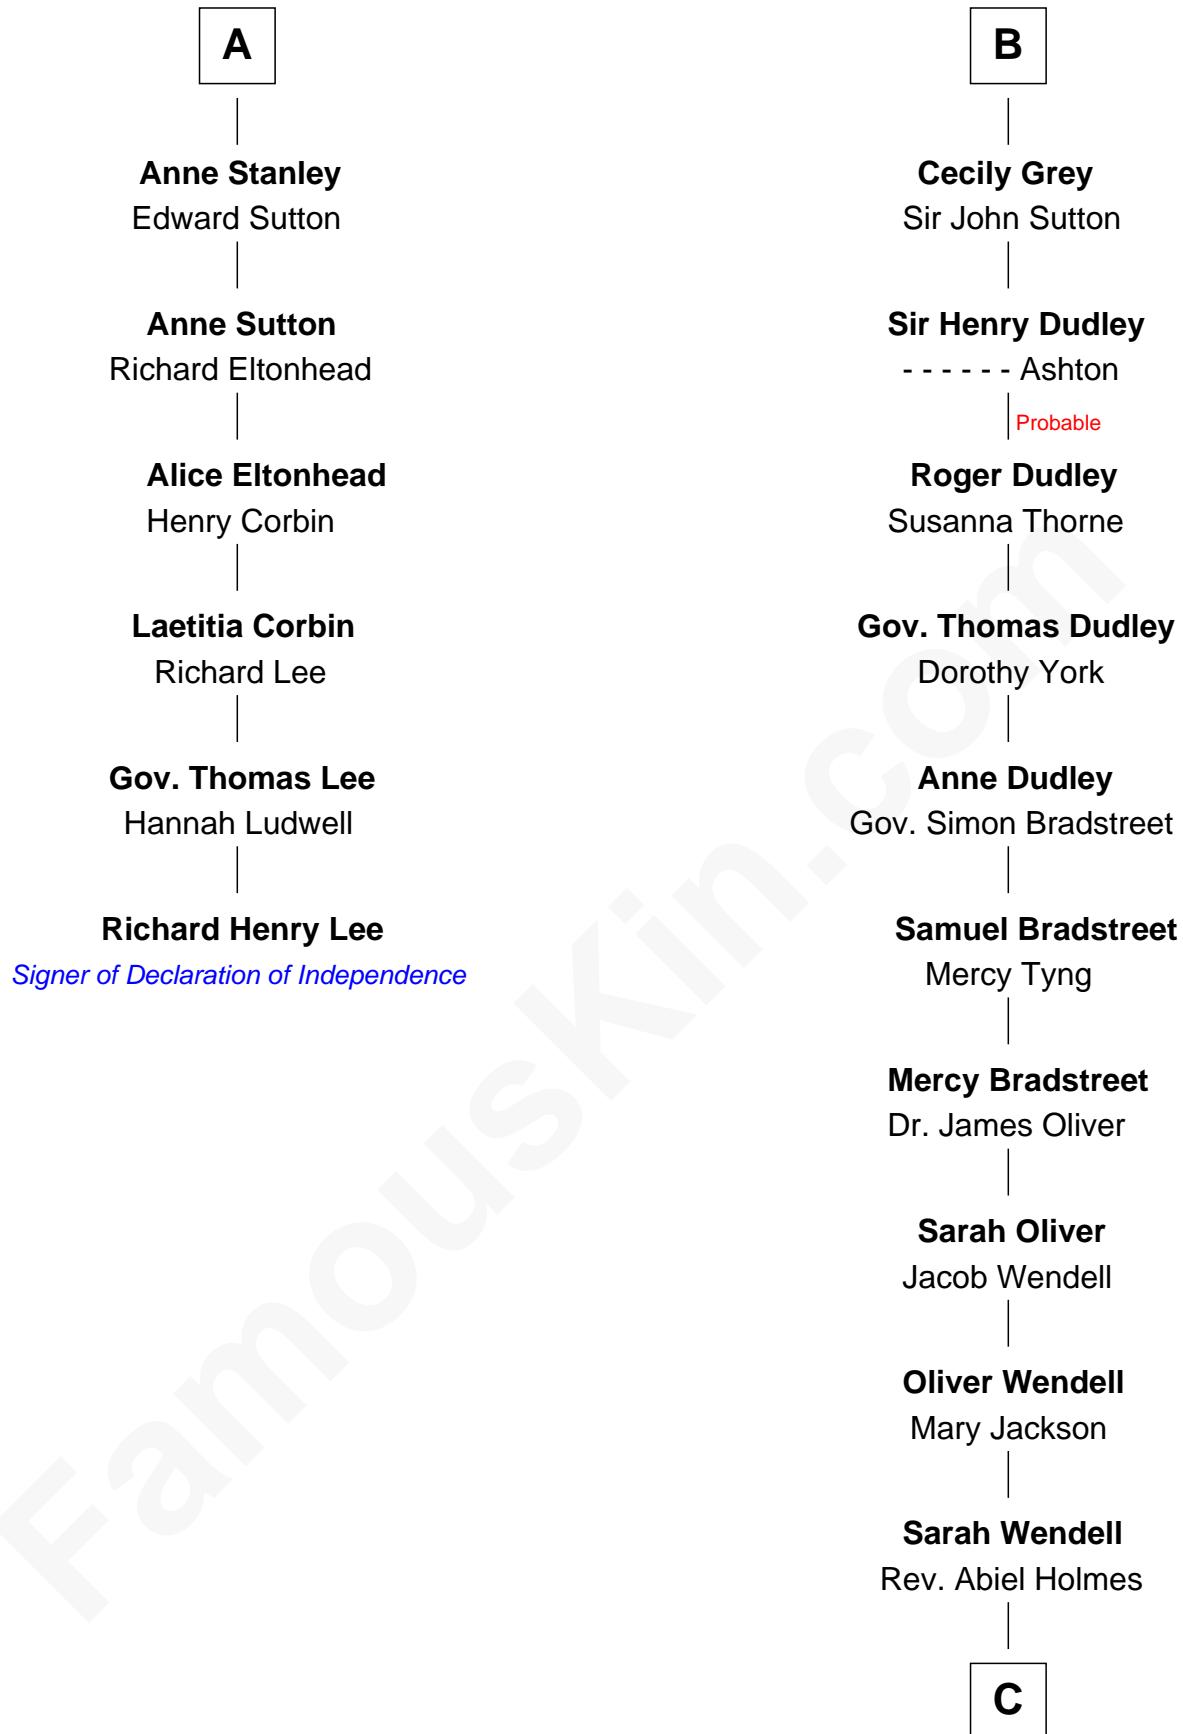 A
Anne Stanley
Edward Sutton
Anne Sutton
Richard Eltonhead
Alice Eltonhead
Henry Corbin
Laetitia Corbin
Richard Lee
Gov. Thomas Lee
Hannah Ludwell
Richard Henry Lee
Signer of Declaration of Independence
B
Cecily Grey
Sir John Sutton
Sir Henry Dudley
- - - - - - Ashton
Probable
Roger Dudley
Susanna Thorne
Gov. Thomas Dudley
Dorothy York
Anne Dudley
Gov. Simon Bradstreet
Samuel Bradstreet
Mercy Tyng
Mercy Bradstreet
Dr. James Oliver
Sarah Oliver
Jacob Wendell
Oliver Wendell
Mary Jackson
Sarah Wendell
Rev. Abiel Holmes
C
FamousKin.com